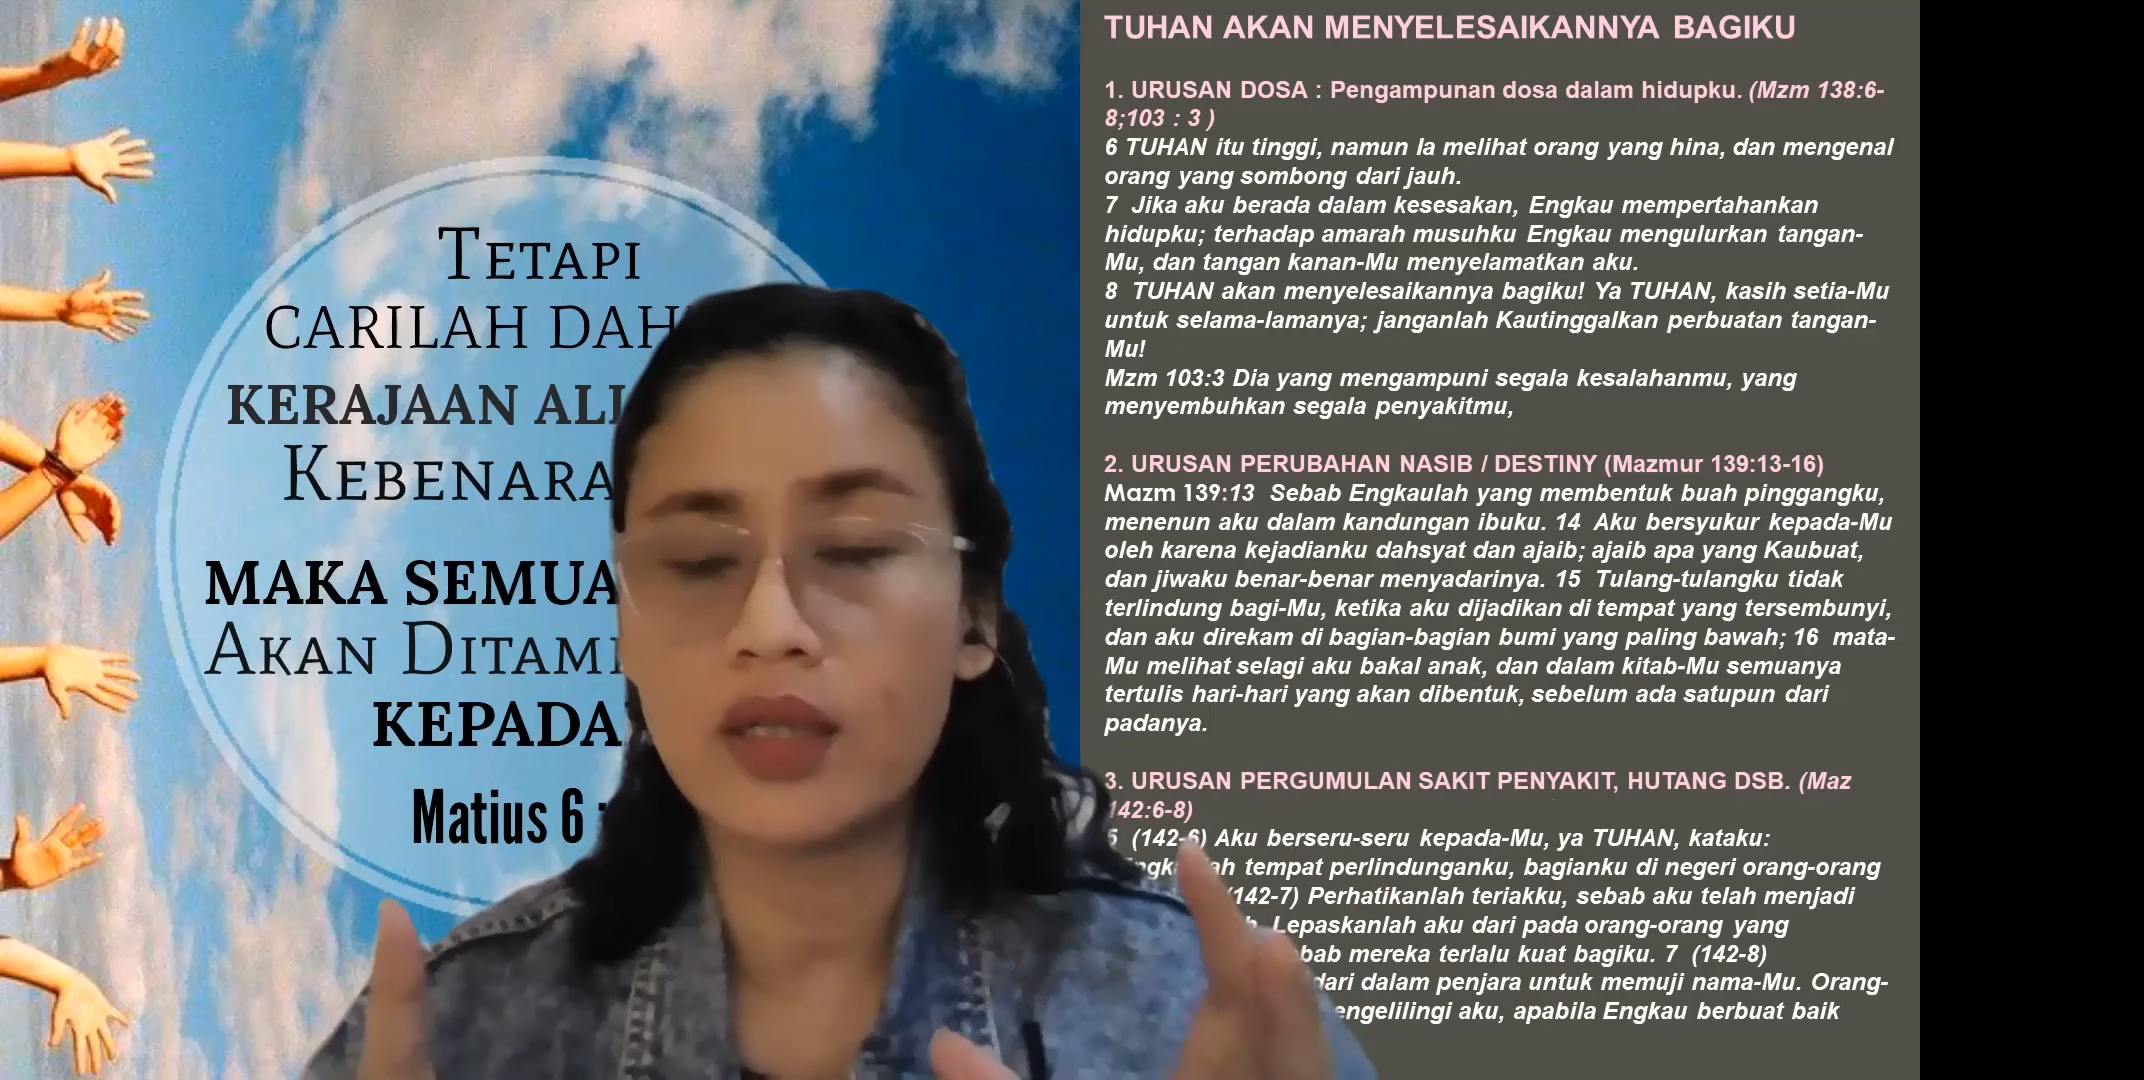 TETAPI
CARILAH
KERAJAAN
MAKA SEMUA
AKAN
Matius 6 :
TUHAN AKAN MENYELESAIKANNYA BAGIKU
1. URUSAN DOSA : Pengampunan dosa dalam hidupku. (Mzm 138:6-
8;103 : 3 )
6 TUHAN itu tinggi, namun Ia melihat orang yang hina, dan mengenal
orang yang sombong dari jauh.
7 Jika aku berada dalam kesesakan, Engkau mempertahankan
hidupku; terhadap amarah musuhku Engkau mengulurkan tangan-
Mu, dan tangan kanan-Mu menyelamatkan aku.
8 TUHAN akan menyelesaikannya bagiku! Ya TUHAN, kasih setia-Mu
untuk selama-lamanya; janganlah Kautinggalkan perbuatan tangan-
Mu!
Mzm 103:3 Dia yang mengampuni segala kesalahanmu, yang
menyembuhkan segala penyakitmu,
2. URUSAN PERUBAHAN NASIB / DESTINY (Mazmur 139:13-16)
Mazm 139:13 Sebab Engkaulah yang membentuk buah pinggangku,
menenun aku dalam kandungan ibuku. 14 Aku bersyukur kepada-Mu
oleh karena kejadianku dahsyat dan ajaib; ajaib apa yang Kaubuat,
dan jiwaku benar-benar menyadarinya. 15 Tulang-tulangku tidak
terlindung bagi-Mu, ketika aku dijadikan di tempat yang tersembunyi,
dan aku direkam di bagian-bagian bumi yang paling bawah; 16 mata-
Mu melihat selagi aku bakal anak, dan dalam kitab-Mu semuanya
tertulis hari-hari yang akan dibentuk, sebelum ada satupun dari
padanya.
3. URUSAN PERGUMULAN SAKIT PENYAKIT, HUTANG DSB. (Maz
142:6-8)
(142-6) Aku berseru-seru kepada-Mu, ya TUHAN, kataku:
tempat perlindunganku, bagianku di negeri orang-orang
(142-7) Perhatikanlah teriakku, sebab aku telah menjadi
Lepaskanlah aku dari pada orang-orang yang
mereka terlalu kuat bagiku. 7 (142-8)
dari dalam penjara untuk memuji nama-Mu. Orang-
aku, apabila Engkau berbuat baik